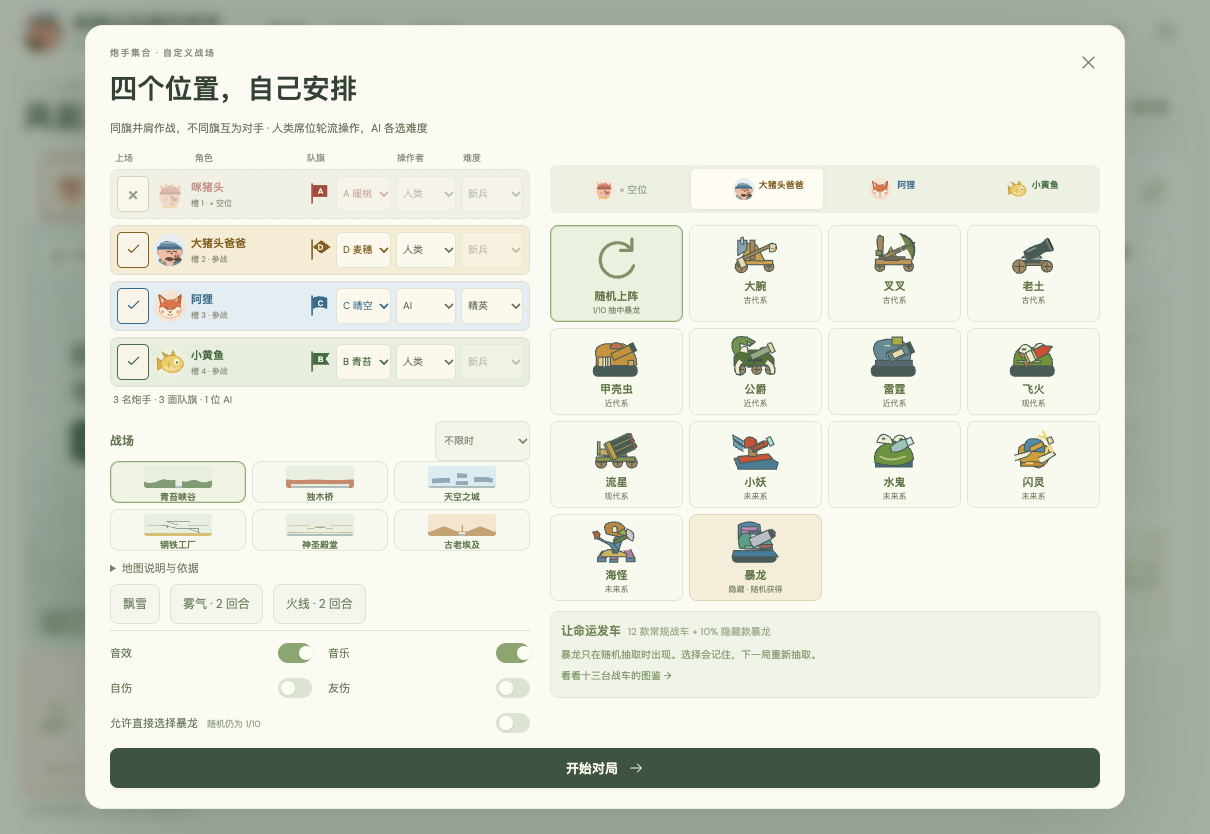 炮手集合 · 自定义战场
四个位置，自己安排
同旗并肩作战，不同旗互为对手 · 人类席位轮流操作，AI 各选难度
上场 角色 队旗 操作者 难度
咪猪头
槽 1 · × 空位
A
A 暖桃 人类 新兵
大猪头爸爸
槽 2 · 参战
D
D 麦穗 人类 新兵
阿狸
槽 3 · 参战
C
C 晴空 AI 精英
小黄鱼
槽 4 · 参战
B
B 青苔 人类 新兵
3 名炮手 · 3 面队旗 · 1 位 AI
战场 不限时
青苔峡谷 独木桥 天空之城
钢铁工厂 神圣殿堂 古老埃及
地图说明与依据
飘雪 雾气 · 2 回合 火线 · 2 回合
音效 音乐
自伤 友伤
允许直接选择暴龙 随机仍为 1/10
× 空位 大猪头爸爸 阿狸 小黄鱼
随机上阵 大腕 叉叉 老土
1/10 抽中暴龙 古代系 古代系 古代系
甲壳虫 公爵 雷霆 飞火
近代系 近代系 近代系 现代系
流星 小妖 水鬼 闪灵
现代系 未来系 未来系 未来系
海怪 暴龙
未来系 隐藏 · 随机获得
让命运发车 12 款常规战车 + 10% 隐藏款暴龙
暴龙只在随机抽取时出现。选择会记住，下一局重新抽取。
看看十三台战车的图鉴 →
开始对局 →